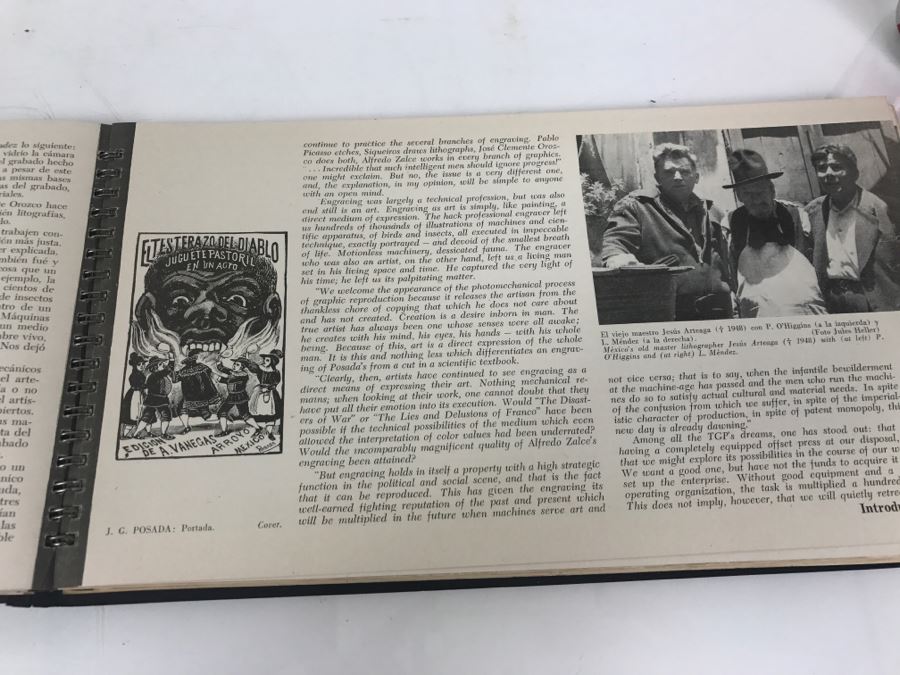 dez lo siguiente:
vidrio la cámara
el grabado hecho
a pesar de este
as mismas bases
as del grabado,
riales.
e Orozco hace
ién litografías,
do.
trabajen con-
ón más justa.
er explicada,
mbién fué y
cosa que un
ejemplo, la
cientos de
de insectos
tro de un
Máquinas
un medio
bre vivo,
Nos dejó
ecánicos
el arte-
a o no
el artis-
biertos.
s ma-
ta del
abado
o un
ánico
ada,
tres
ían
las
ble
EL TESTERAZO DEL DIABLO
JUGUETE PASTORIL
EN UN ACTO
EDICION
DE A. VANEGAS
ARROYO
MEXICO
J. G. POSADA: Portada. Cover.
continue to practice the several branches of engraving. Pablo
Picasso etches, Siqueiros draws lithographs, José Clemente Oroz-
co does both, Alfredo Zalce works in every branch of graphics.
. . . Incredible that such intelligent men should ignore progress!"
one might exclaim. But no, the issue is a very different one,
and, the explanation, in my opinion, will be simple to anyone
with an open mind.
Engraving was largely a technical profession, but was also
and still is an art. Engraving as art is simply, like painting, a
direct medium of expression. The hack professional engraver left
us hundreds of thousands of illustrations of machines and cien-
tific apparatus, of birds and insects, all executed in impeccable
technique, exactly portrayed — and devoid of the smallest breath
of life. Motionless machinery, dessicated fauna. The engraver
who was also an artist, on the other hand, left us a living man
set in his living space and time. He captured the very light of
his time; he left us its palpitating matter.
"We welcome the appearance of the photomechanical process
of graphic reproduction because it releases the artisan from the
thankless chore of copying that which he does not care about
and has not created. Creation is a desire inborn in man. The
true artist has always been one whose senses were all awake;
he creates with his mind, his eyes, his hands — with his whole
being. Because of this, art is a direct expression of the whole
man. It is this and nothing less which differentiates an engrav-
ing of Posada's from a cut in a scientific textbook.
"Clearly, then, artists have continued to see engraving as a
direct means of expressing their art. Nothing mechanical re-
mains; when looking at their work, one cannot doubt that they
have put all their emotion into its execution. Would "The Disast-
ers of War" or "The Lies and Delusions of Franco" have been
possible if the technical possibilities of the medium which even
allowed the interpretation of color values had been underrated?
Would the incomparably magnificent quality of Alfredo Zalce's
engraving been attained?
"But engraving holds in itself a property with a high strategic
function in the political and social scene, and that is the fact
that it can be reproduced. This has given the engraving its
well-earned fighting reputation of the past and present which
will be multiplied in the future when machines serve art and
El viejo maestro Jesús Arteaga († 1948) con P. O'Higgins (a la izquierda) y
L. Méndez (a la derecha). (Foto Jules Heller)
México's old master lithographer Jesús Arteaga († 1948) with (at left) P.
O'Higgins and (at right) L. Méndez.
not vice versa; that is to say, when the infantile bewilderment
at the machine-age has passed and the men who run the machi-
nes do so to satisfy actual cultural and material needs. In spite
of the confusion from which we suffer, in spite of the imperial-
istic character of production, in spite of patent monopoly, thi
new day is already dawning."
Among all the TGP's dreams, one has stood out: that
having a completely equipped offset press at our disposal,
that we might explore its possibilities in the course of our w
We want a good one, but have not the funds to acquire it
set up the enterprise. Without good equipment and a
operating organization, the task is multiplied a hundred
This does not imply, however, that we will quietly retre
Introdu